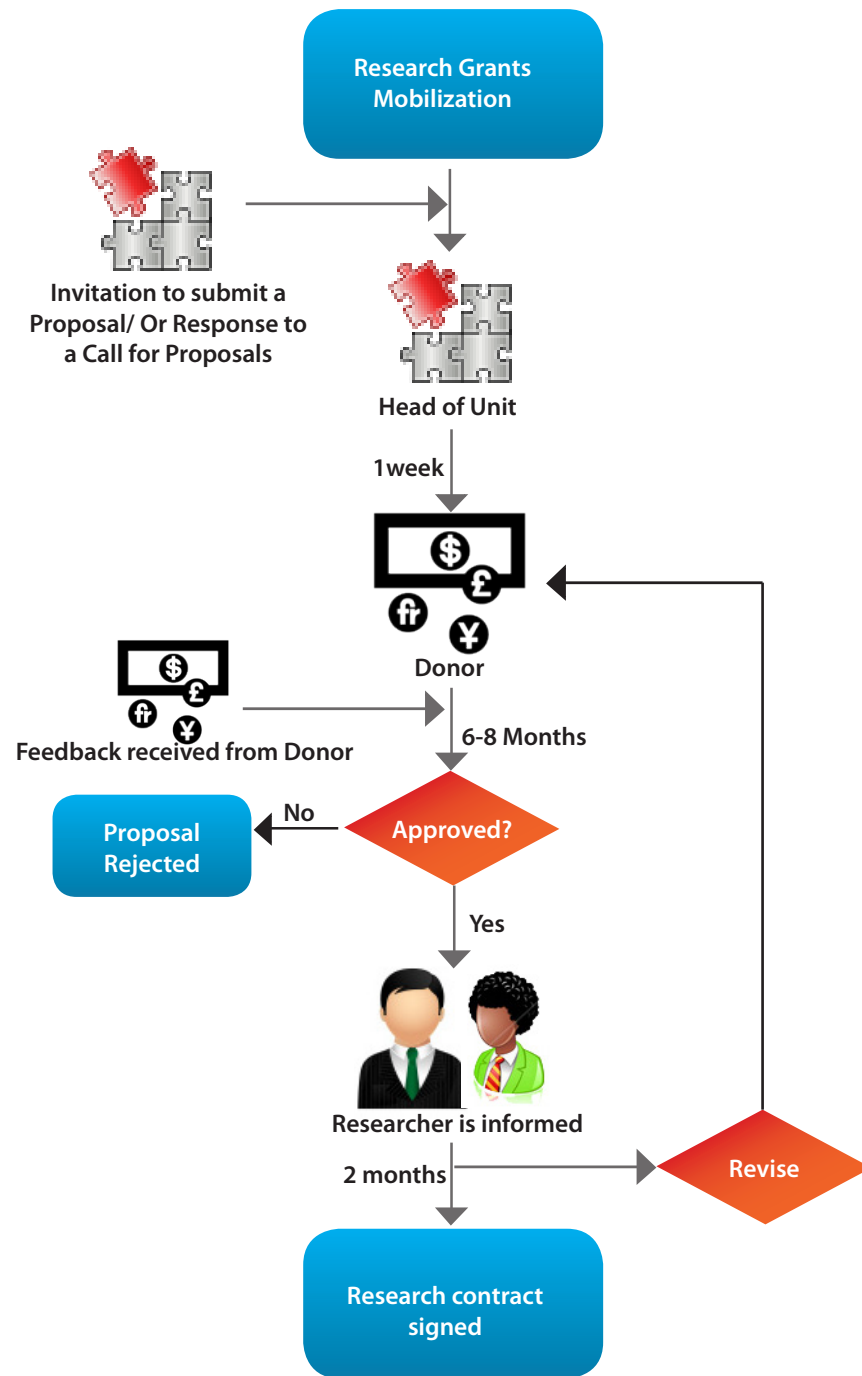 Research Grants
Mobilization
Invitation to submit a
Proposal/ Or Response to
a Call for Proposals
Head of Unit
1week
$
£
fr
¥
Donor
$
£
fr
¥
Feedback received from Donor
6-8 Months
Proposal
Rejected
No
Approved?
Yes
Researcher is informed
2 months
Revise
Research contract
signed